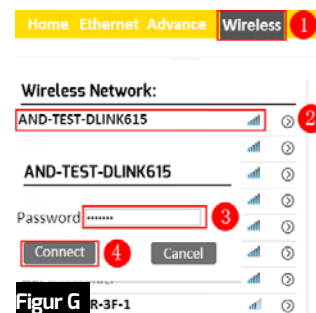 Home Ethernet Advance Wireless 1
Wireless Network:
AND-TEST-DLINK615 2
AND-TEST-DLINK615
Password ....... 3
Connect 4 Cancel
Figur G R-3F-1